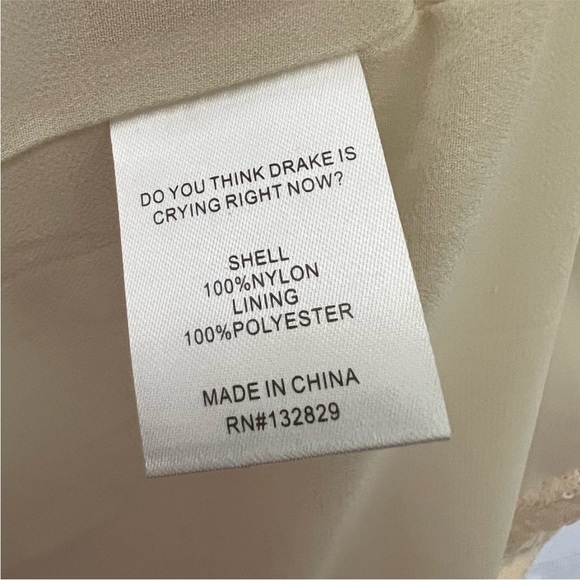 DO YOU THINK DRAKE IS
CRYING RIGHT NOW?
SHELL
100%NYLON
LINING
100%POLYESTER
MADE IN CHINA
RN#132829